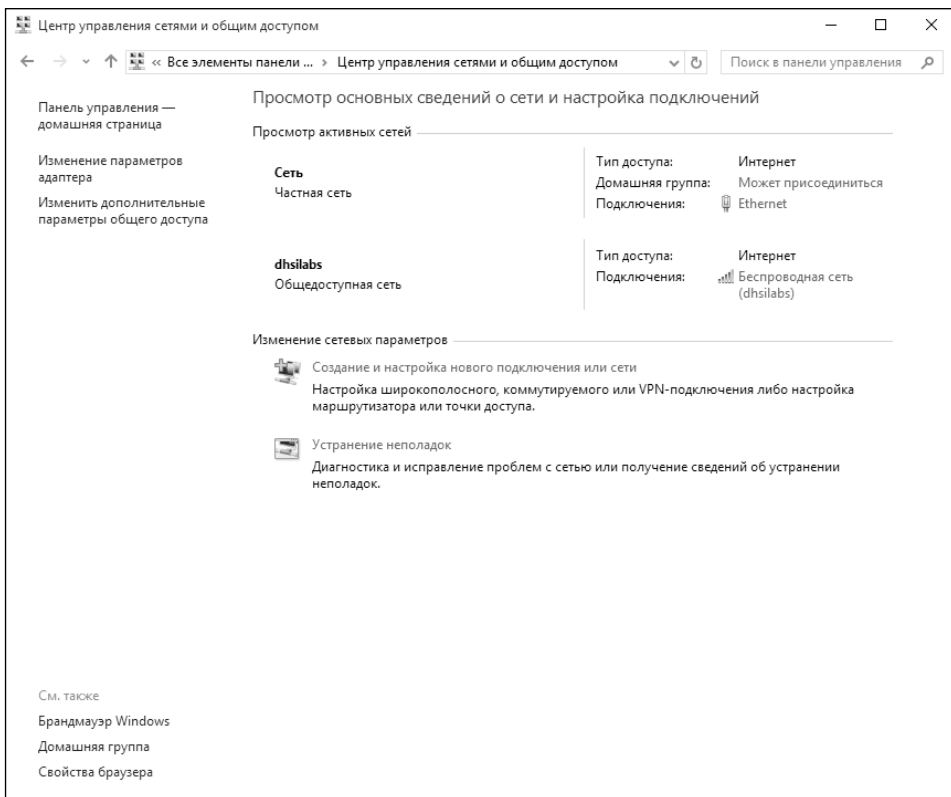 Центр управления сетями и общим доступом
« Все элементы панели ... › Центр управления сетями и общим доступом
Поиск в панели управления
Панель управления —
домашняя страница
Изменение параметров
адаптера
Изменить дополнительные
параметры общего доступа
Просмотр основных сведений о сети и настройка подключений
Просмотр активных сетей
Сеть
Частная сеть
Тип доступа: Интернет
Домашняя группа: Может присоединиться
Подключения: Ethernet
dhsilabs
Общедоступная сеть
Тип доступа: Интернет
Подключения: Беспроводная сеть
(dhsilabs)
Изменение сетевых параметров
Создание и настройка нового подключения или сети
Настройка широкополосного, коммутируемого или VPN-подключения либо настройка
маршрутизатора или точки доступа.
Устранение неполадок
Диагностика и исправление проблем с сетью или получение сведений об устранении
неполадок.
См. также
Брандмауэр Windows
Домашняя группа
Свойства браузера